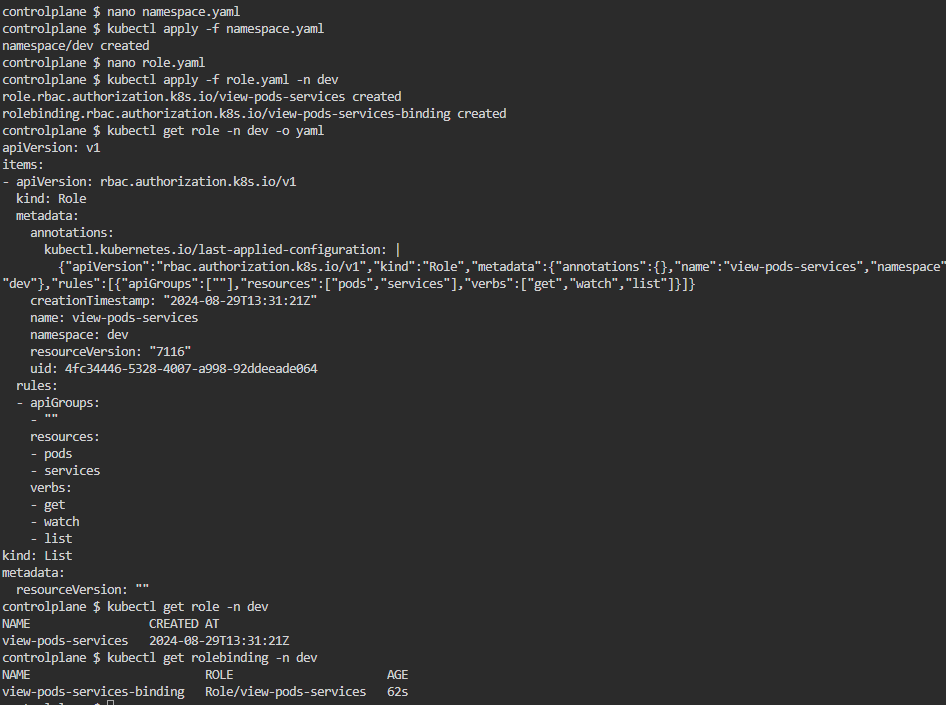 controlplane $ nano namespace.yaml
controlplane $ kubectl apply -f namespace.yaml
namespace/dev created
controlplane $ nano role.yaml
controlplane $ kubectl apply -f role.yaml -n dev
role.rbac.authorization.k8s.io/view-pods-services created
rolebinding.rbac.authorization.k8s.io/view-pods-services-binding created
controlplane $ kubectl get role -n dev -o yaml
apiVersion: v1
items:
- apiVersion: rbac.authorization.k8s.io/v1
  kind: Role
  metadata:
    annotations:
      kubectl.kubernetes.io/last-applied-configuration: |
        {"apiVersion":"rbac.authorization.k8s.io/v1","kind":"Role","metadata":{"annotations":{},"name":"view-pods-services","namespace"
"dev"},"rules":[{"apiGroups":[""],"resources":["pods","services"],"verbs":["get","watch","list"]}]}
    creationTimestamp: "2024-08-29T13:31:21Z"
    name: view-pods-services
    namespace: dev
    resourceVersion: "7116"
    uid: 4fc34446-5328-4007-a998-92ddeeade064
  rules:
  - apiGroups:
    - ""
    resources:
    - pods
    - services
    verbs:
    - get
    - watch
    - list
kind: List
metadata:
  resourceVersion: ""
controlplane $ kubectl get role -n dev
NAME                 CREATED AT
view-pods-services   2024-08-29T13:31:21Z
controlplane $ kubectl get rolebinding -n dev
NAME                         ROLE                      AGE
view-pods-services-binding   Role/view-pods-services   62s